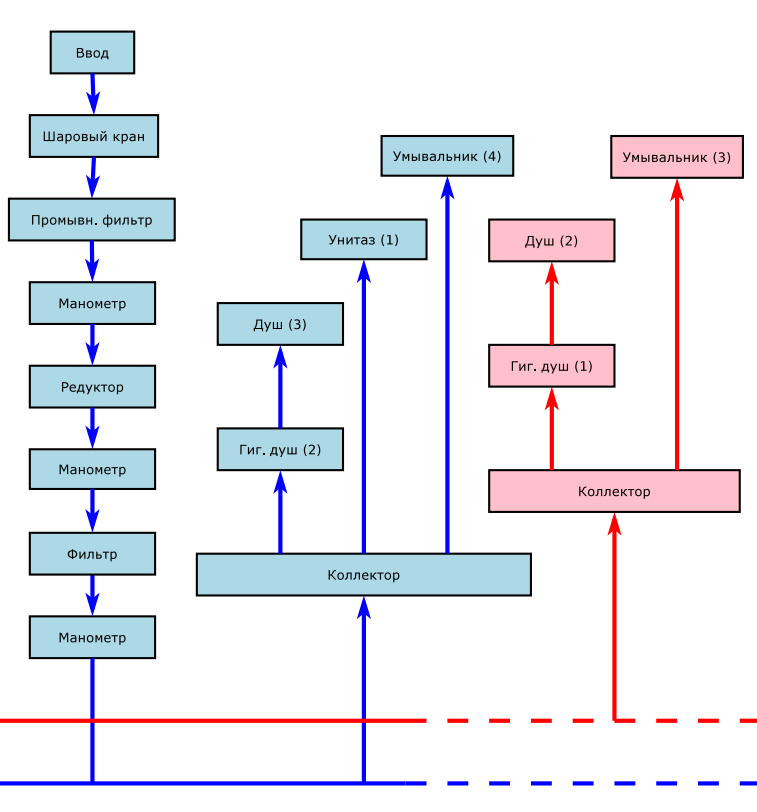 Ввод
Шаровый кран
Промывн. фильтр
Манометр
Редуктор
Манометр
Фильтр
Манометр
Умывальник (4)
Унитаз (1)
Душ (3)
Гиг. душ (2)
Коллектор
Умывальник (3)
Душ (2)
Гиг. душ (1)
Коллектор